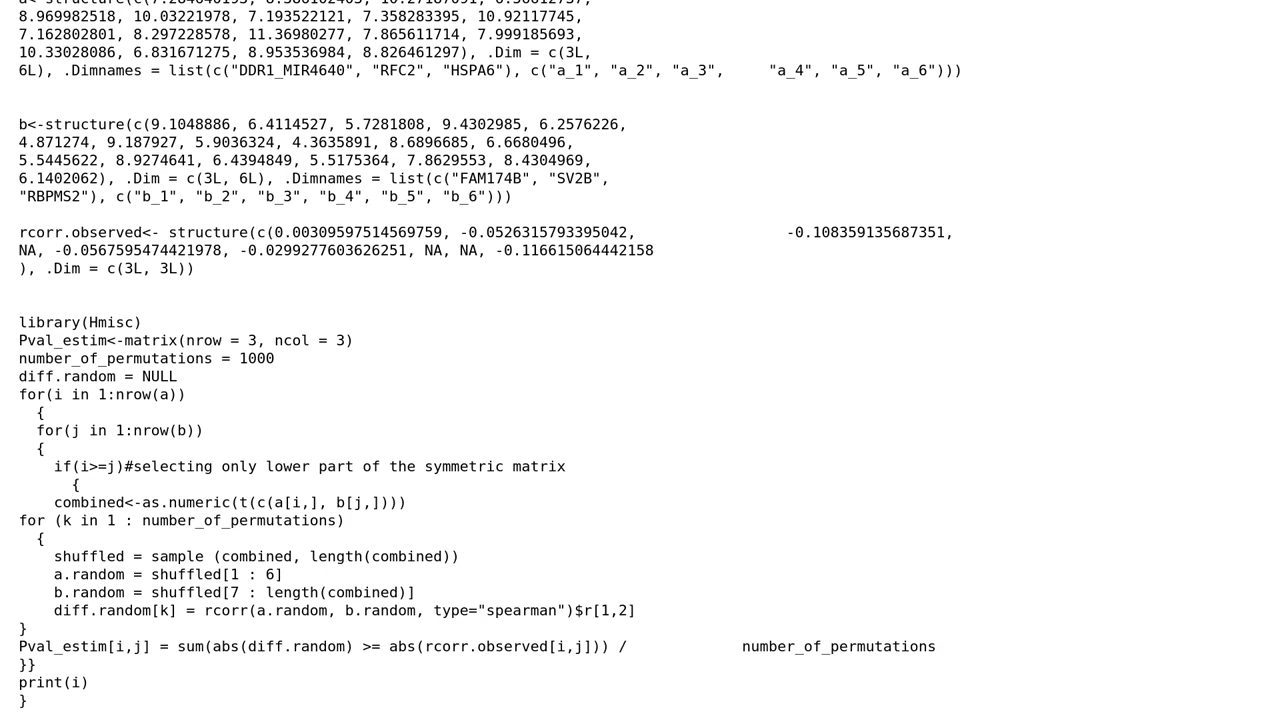 8.969982518, 10.03221978, 7.193522121, 7.358283395, 10.92117745,
7.162802801, 8.297228578, 11.36980277, 7.865611714, 7.999185693,
10.33028086, 6.831671275, 8.953536984, 8.826461297), .Dim = c(3L,
6L), .Dimnames = list(c("DDR1_MIR4640", "RFC2", "HSPA6"), c("a_1", "a_2", "a_3",     "a_4", "a_5", "a_6")))
b<-structure(c(9.1048886, 6.4114527, 5.7281808, 9.4302985, 6.2576226,
4.871274, 9.187927, 5.9036324, 4.3635891, 8.6896685, 6.6680496,
5.5445622, 8.9274641, 6.4394849, 5.5175364, 7.8629553, 8.4304969,
6.1402062), .Dim = c(3L, 6L), .Dimnames = list(c("FAM174B", "SV2B",
"RBPMS2"), c("b_1", "b_2", "b_3", "b_4", "b_5", "b_6")))
rcorr.observed<- structure(c(0.00309597514569759, -0.0526315793395042,                 -0.108359135687351,
NA, -0.0567595474421978, -0.0299277603626251, NA, NA, -0.116615064442158
), .Dim = c(3L, 3L))
library(Hmisc)
Pval_estim<-matrix(nrow = 3, ncol = 3)
number_of_permutations = 1000
diff.random = NULL
for(i in 1:nrow(a))
  {
  for(j in 1:nrow(b))
  {
    if(i>=j)#selecting only lower part of the symmetric matrix
      {
    combined<-as.numeric(t(c(a[i,], b[j,])))
for (k in 1 : number_of_permutations)
  {
    shuffled = sample (combined, length(combined))
    a.random = shuffled[1 : 6]
    b.random = shuffled[7 : length(combined)]
    diff.random[k] = rcorr(a.random, b.random, type="spearman")$r[1,2]
}
Pval_estim[i,j] = sum(abs(diff.random) >= abs(rcorr.observed[i,j])) /             number_of_permutations
}}
print(i)
}